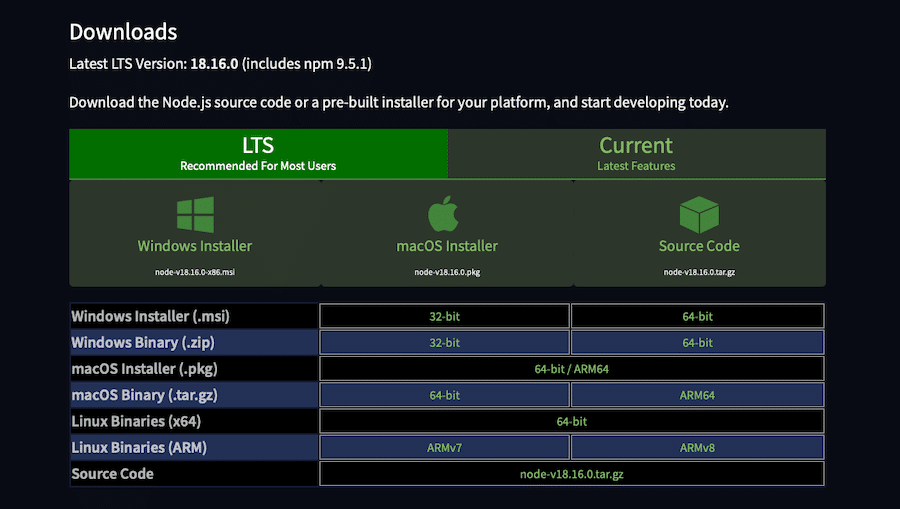 Downloads
Latest LTS Version: 18.16.0 (includes npm 9.5.1)
Download the Node.js source code or a pre-built installer for your platform, and start developing today.
LTS Current
Recommended For Most Users Latest Features
Windows Installer macOS Installer Source Code
node-v18.16.0-x86.msi node-v18.16.0.pkg node-v18.16.0.tar.gz
Windows Installer (.msi) 32-bit 64-bit
Windows Binary (.zip) 32-bit 64-bit
macOS Installer (.pkg) 64-bit / ARM64
macOS Binary (.tar.gz) 64-bit ARM64
Linux Binaries (x64) 64-bit
Linux Binaries (ARM) ARMv7 ARMv8
Source Code node-v18.16.0.tar.gz